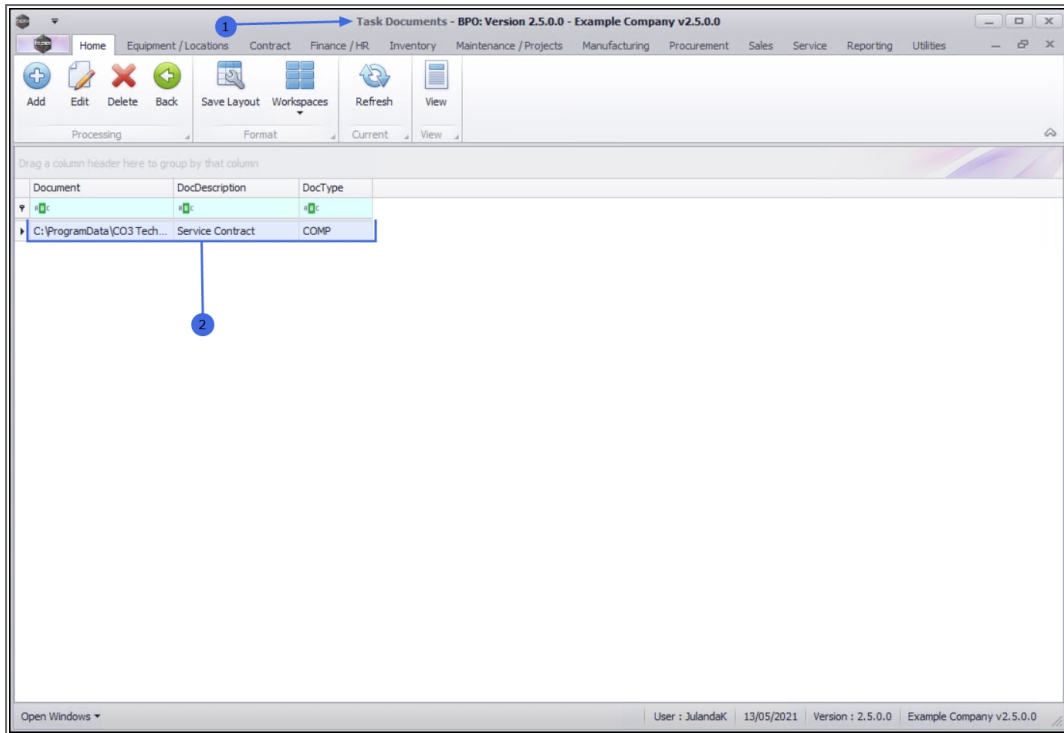 1
Task Documents - BPO: Version 2.5.0.0 - Example Company v2.5.0.0
Home Equipment / Locations Contract Finance / HR Inventory Maintenance / Projects Manufacturing Procurement Sales Service Reporting Utilities
Add Edit Delete Back Save Layout Workspaces Refresh View
Processing Format Current View
Drag a column header here to group by that column
Document DocDescription DocType
C:\ProgramData\CO3 Tech... Service Contract COMP
2
Open Windows User : JulandaK 13/05/2021 Version : 2.5.0.0 Example Company v2.5.0.0